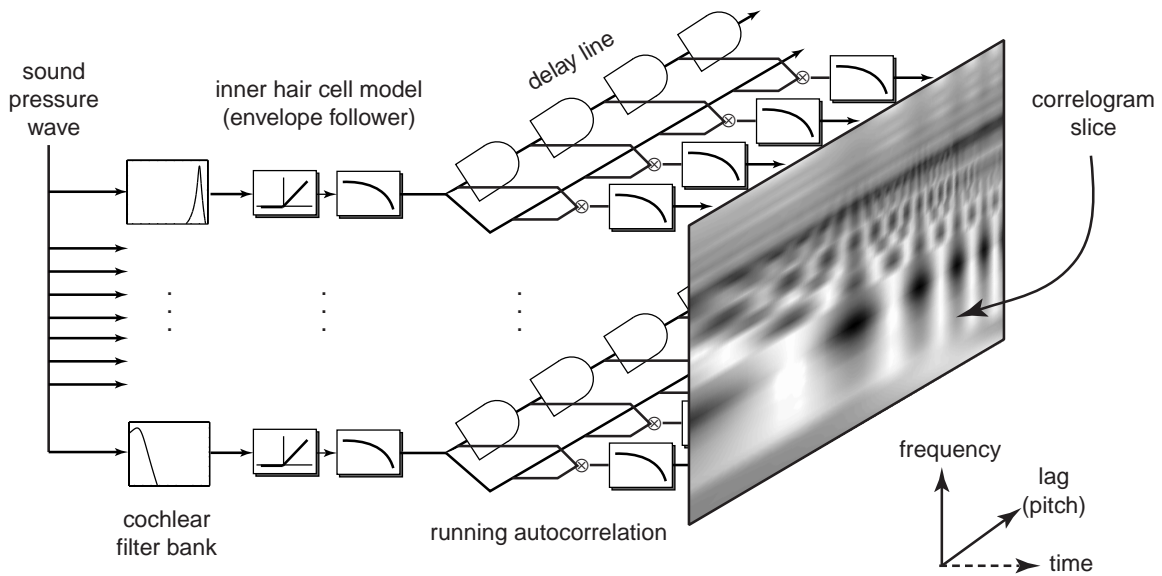 sound
pressure
wave
inner hair cell model
(envelope follower)
delay line
correlogram
slice
cochlear
filter bank
running autocorrelation
frequency
lag
(pitch)
time